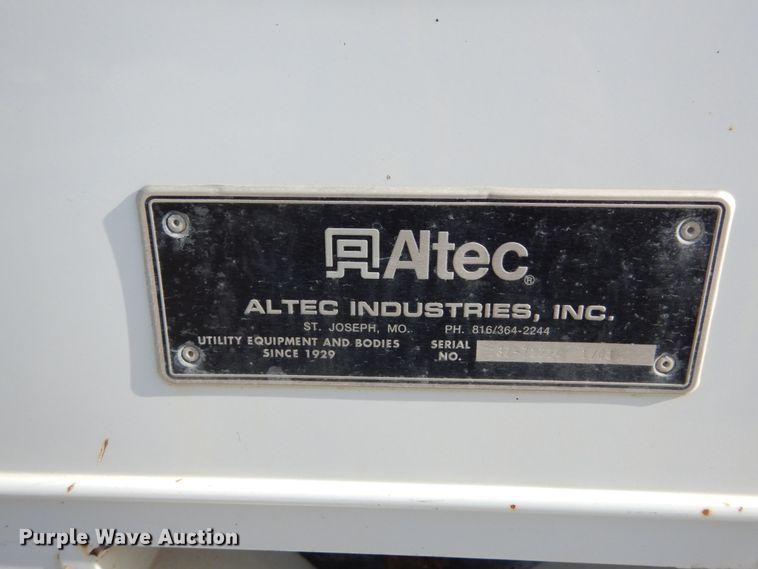 Altec®
ALTEC INDUSTRIES, INC.
ST. JOSEPH, MO. PH. 816/364-2244
UTILITY EQUIPMENT AND BODIES
SINCE 1929
SERIAL
NO.
Purple Wave Auction